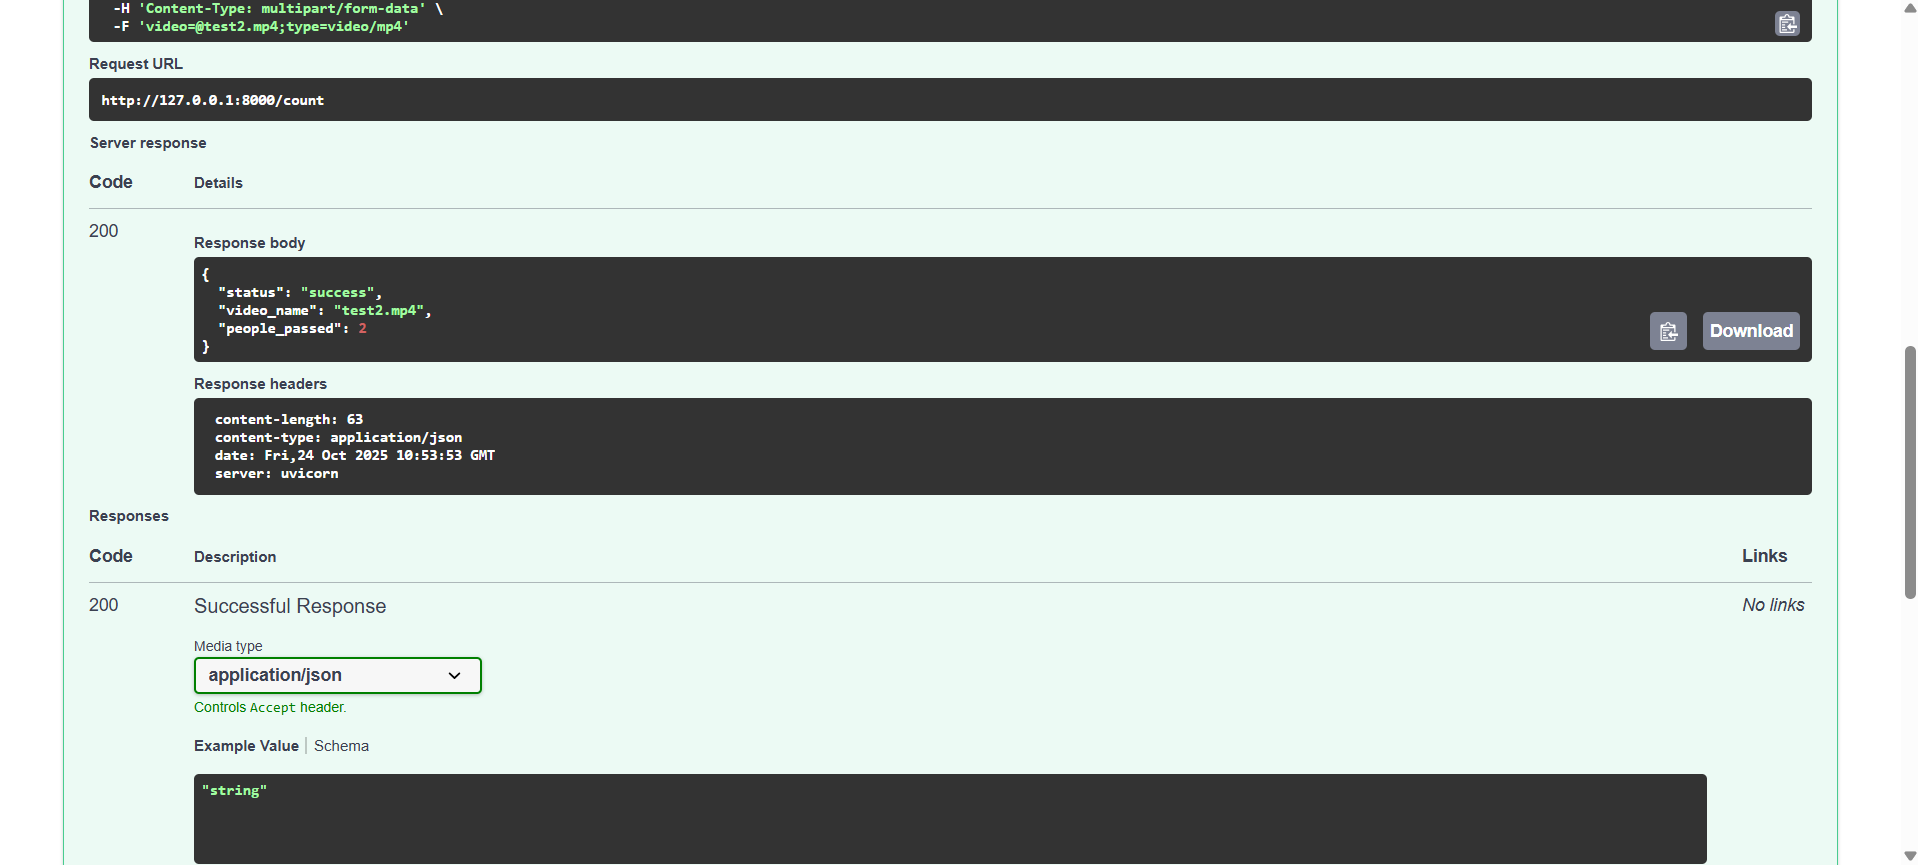 -H 'Content-Type: multipart/form-data' \
-F 'video=@test2.mp4;type=video/mp4'
Request URL
http://127.0.0.1:8000/count
Server response
Code Details
200
Response body
{
"status": "success",
"video_name": "test2.mp4",
"people_passed": 2
}
Download
Response headers
content-length: 63
content-type: application/json
date: Fri,24 Oct 2025 10:53:53 GMT
server: uvicorn
Responses
Code Description Links
200 Successful Response No links
Media type
application/json
Controls Accept header.
Example Value | Schema
"string"